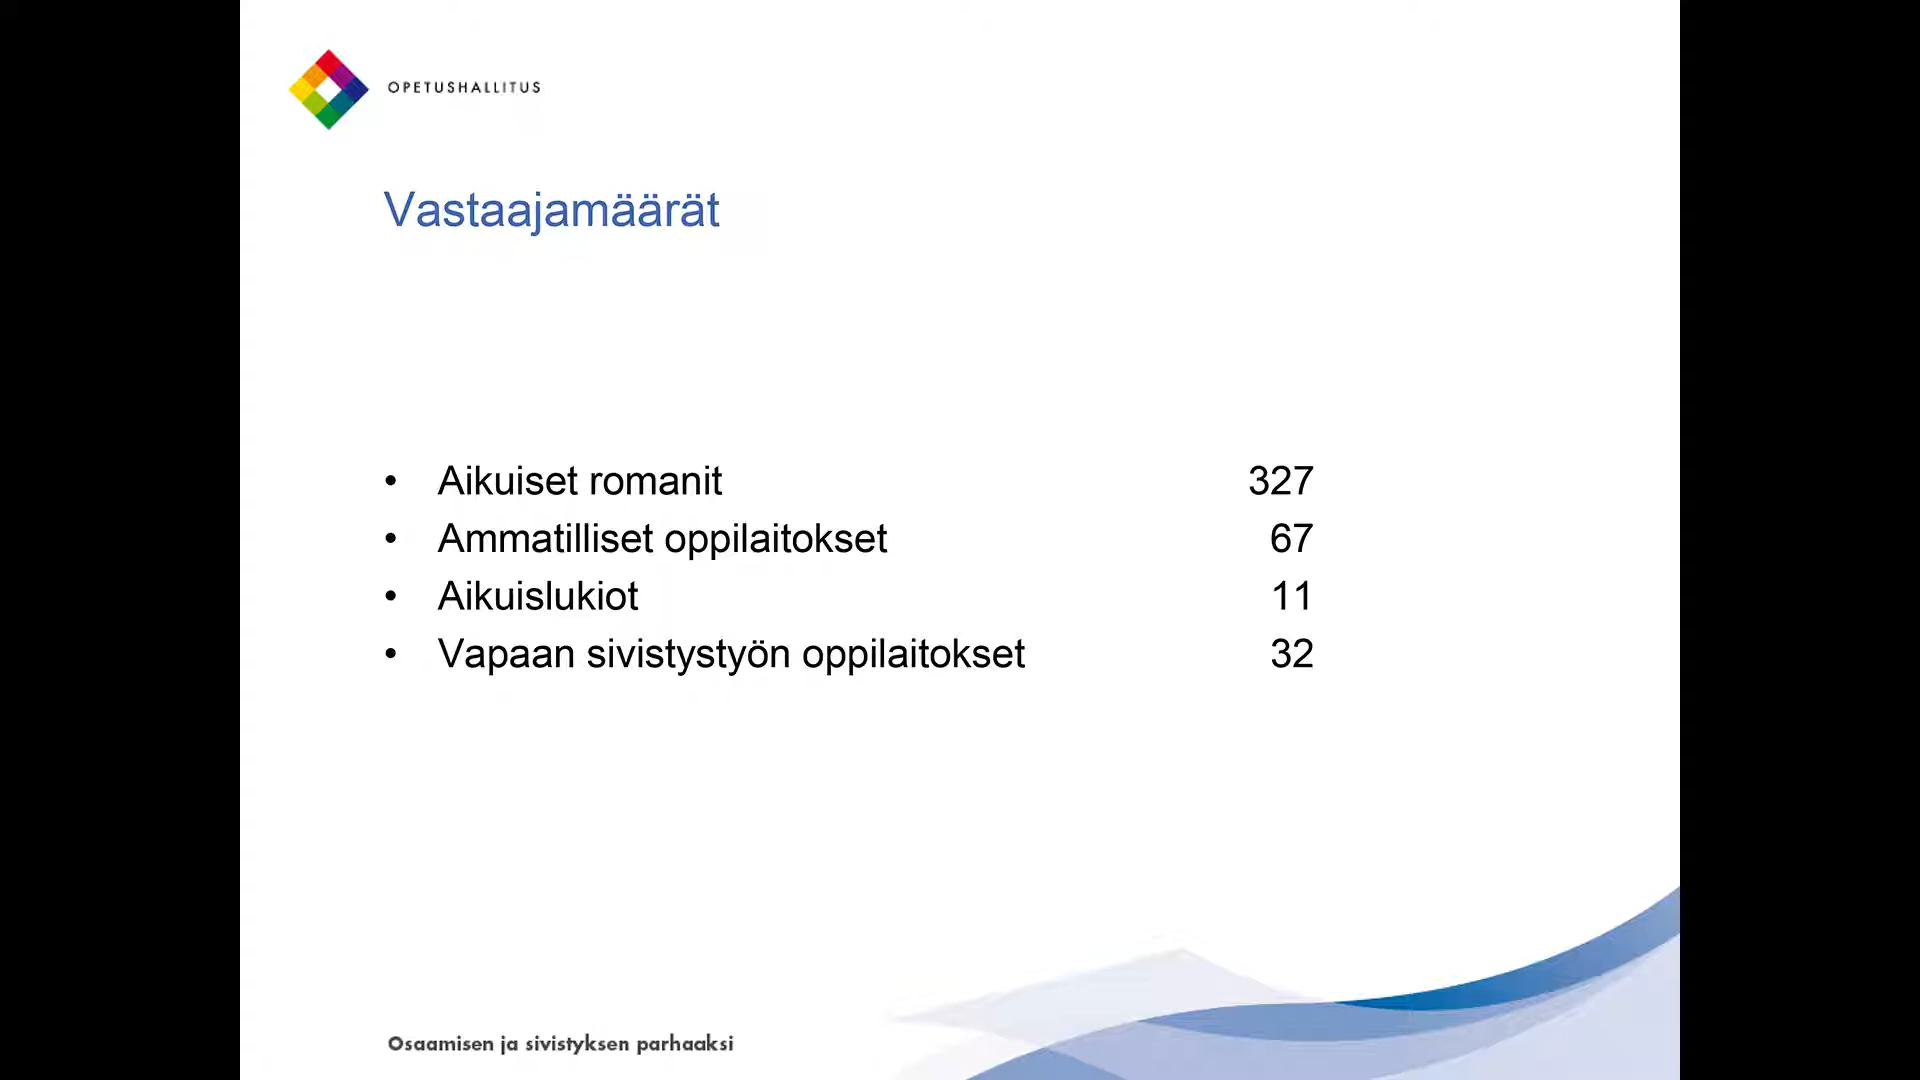 OPETUSHALLITUS
Vastaajamäärät
• Aikuiset romanit 327
• Ammatilliset oppilaitokset 67
• Aikuislukiot 11
• Vapaan sivistystyön oppilaitokset 32
Osaamisen ja sivistyksen parhaaksi